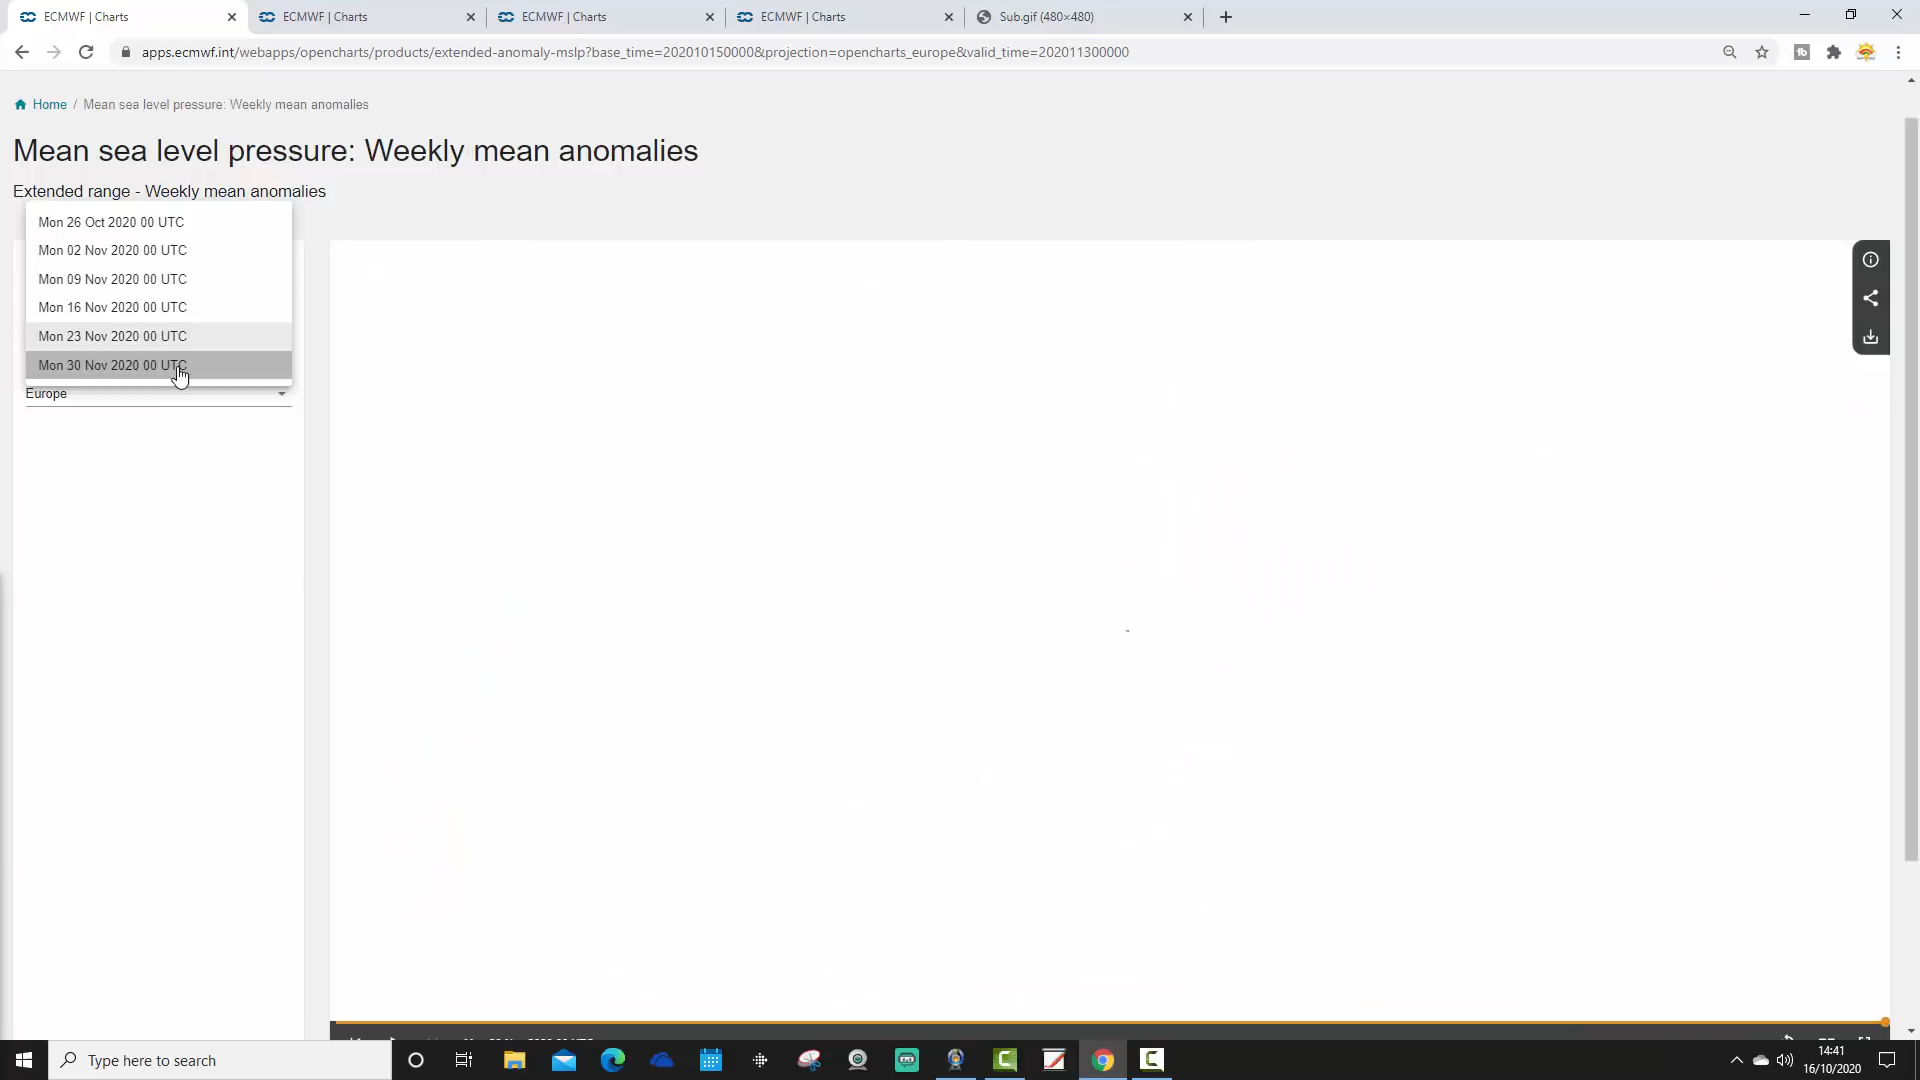 ECMWF | Charts
ECMWF | Charts
ECMWF | Charts
ECMWF | Charts
Sub.gif (480×480)
apps.ecmwf.int/webapps/opencharts/products/extended-anomaly-mslp?base_time=202010150000&projection=opencharts_europe&valid_time=202011300000
Home / Mean sea level pressure: Weekly mean anomalies
Mean sea level pressure: Weekly mean anomalies
Extended range - Weekly mean anomalies
Mon 26 Oct 2020 00 UTC
Mon 02 Nov 2020 00 UTC
Mon 09 Nov 2020 00 UTC
Mon 16 Nov 2020 00 UTC
Mon 23 Nov 2020 00 UTC
Mon 30 Nov 2020 00 UTC
Europe
Type here to search
14:41
16/10/2020